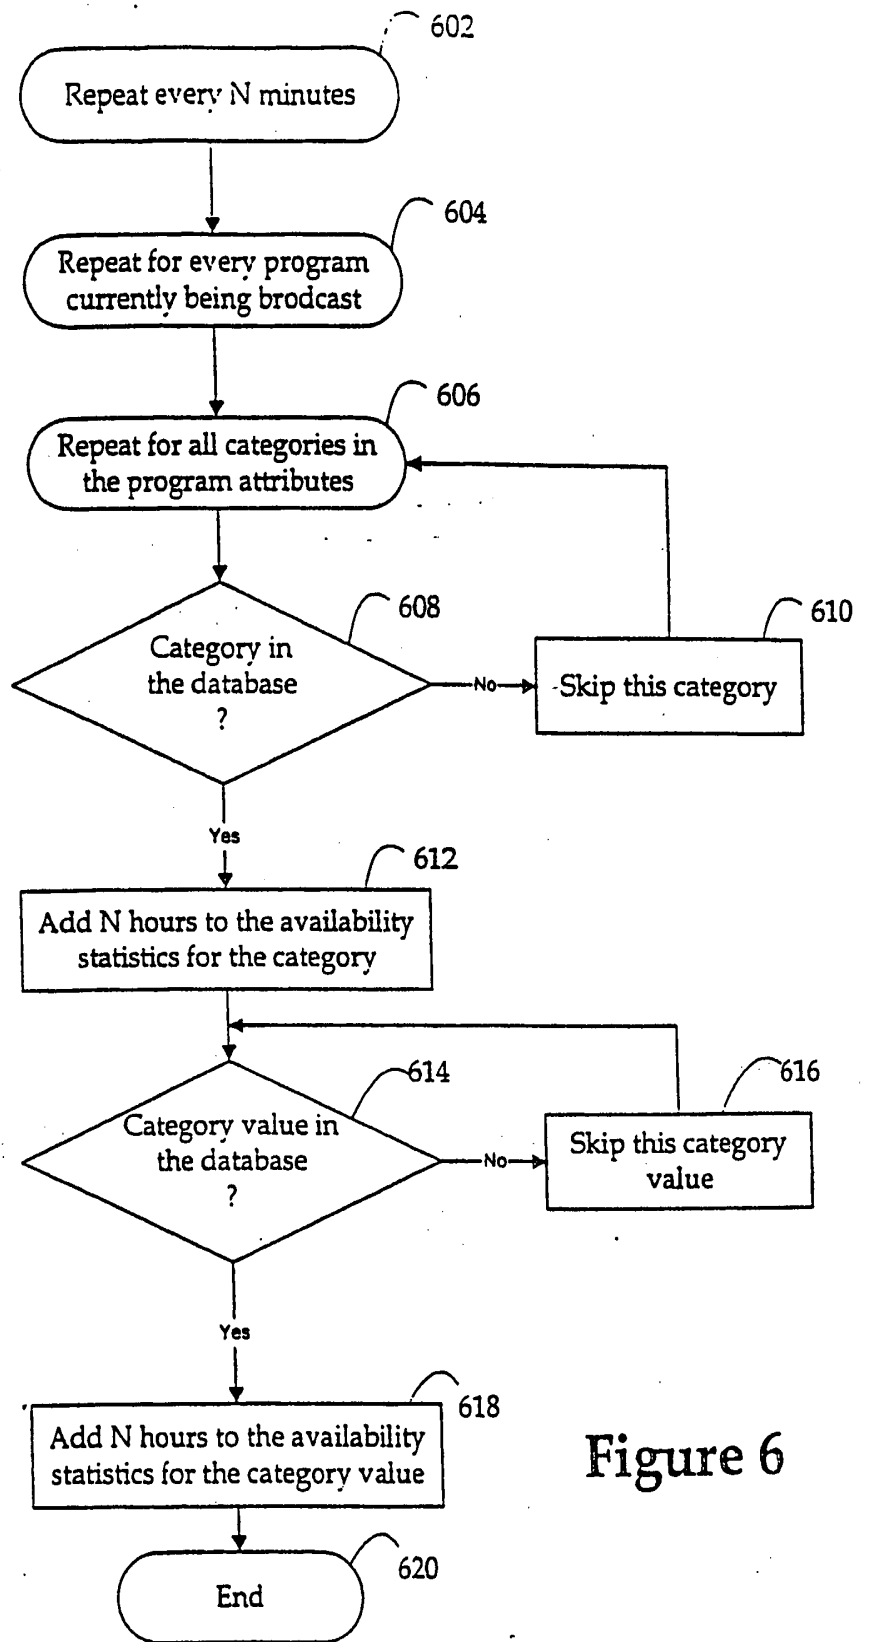 602
Repeat every N minutes
604
Repeat for every program
currently being brodcast
606
Repeat for all categories in
the program attributes
608
Category in
the database
?
No
610
Skip this category
Yes
612
Add N hours to the availability
statistics for the category
614
Category value in
the database
?
No
616
Skip this category
value
Yes
618
Add N hours to the availability
statistics for the category value
Figure 6
620
End